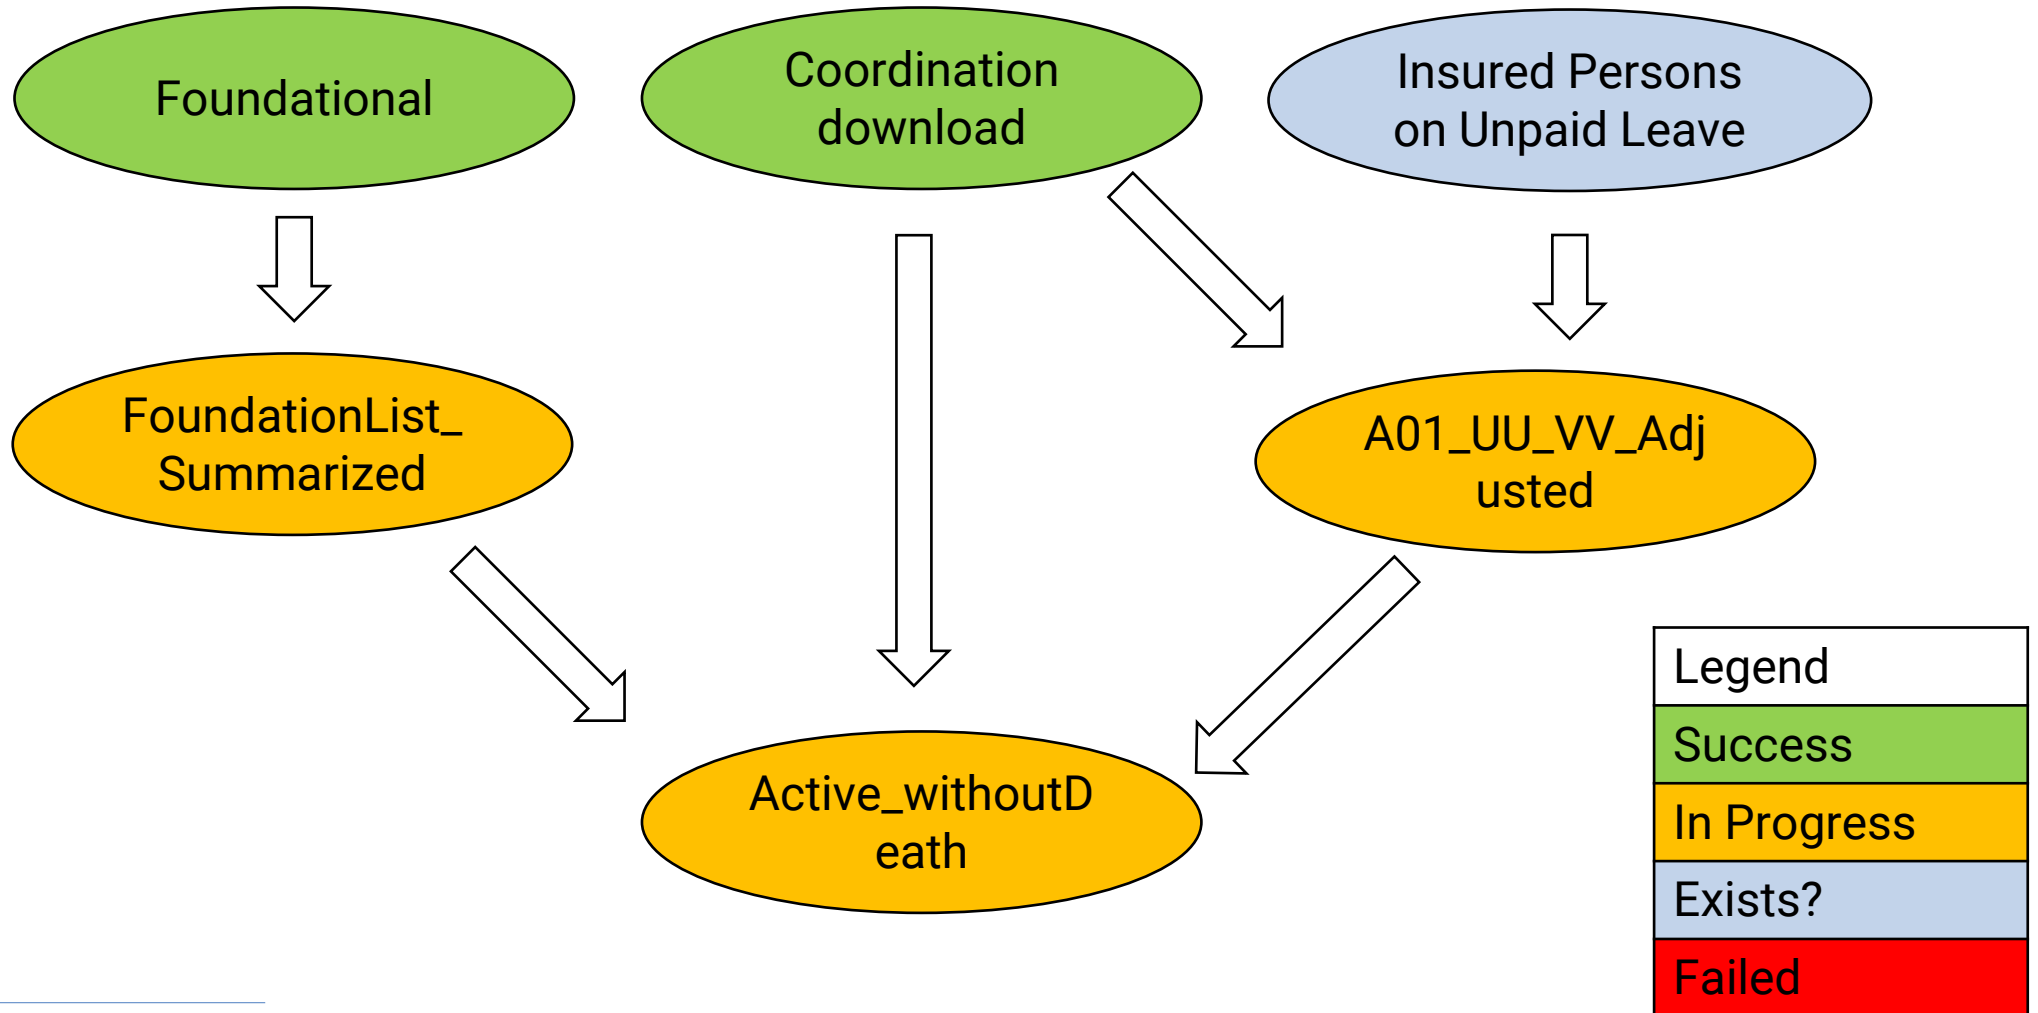 Foundational
Coordination
download
Insured Persons
on Unpaid Leave
FoundationList_
Summarized
A01_UU_VV_Adj
usted
Active_withoutD
eath
Legend
Success
In Progress
Exists?
Failed